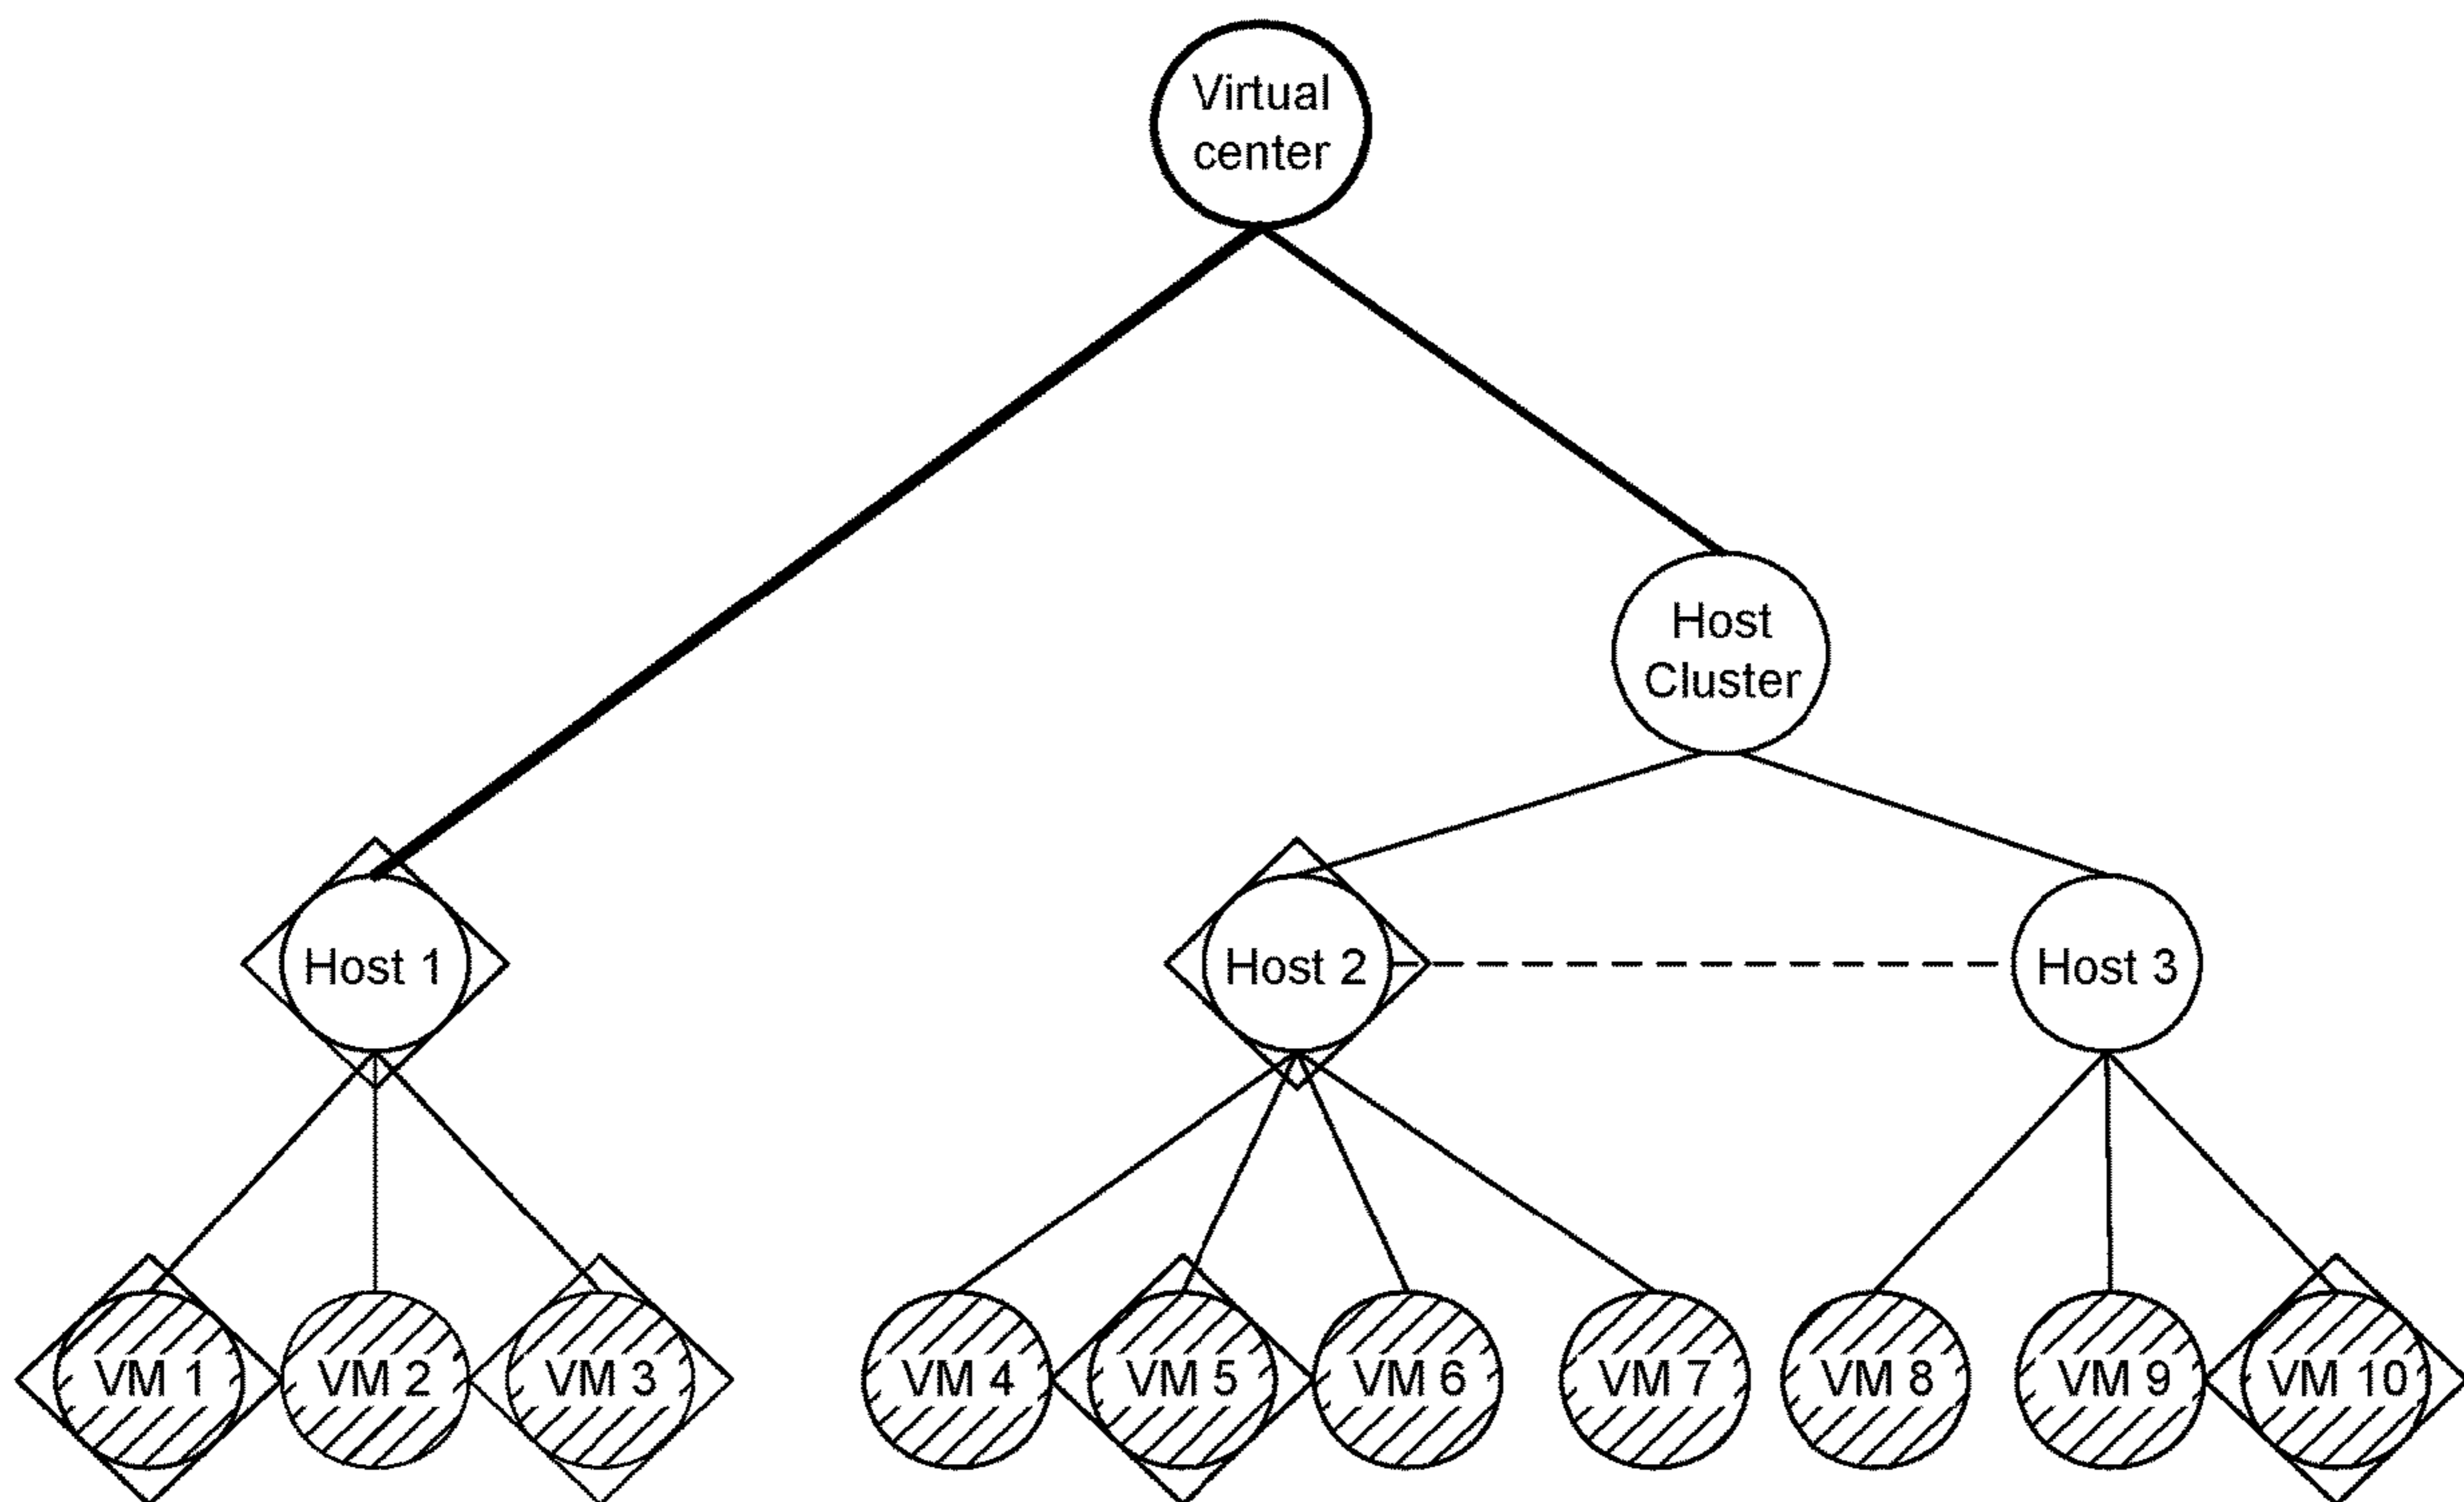 Virtual
center
Host
Cluster
Host 1
Host 2
Host 3
VM 1
VM 2
VM 3
VM 4
VM 5
VM 6
VM 7
VM 8
VM 9
VM 10